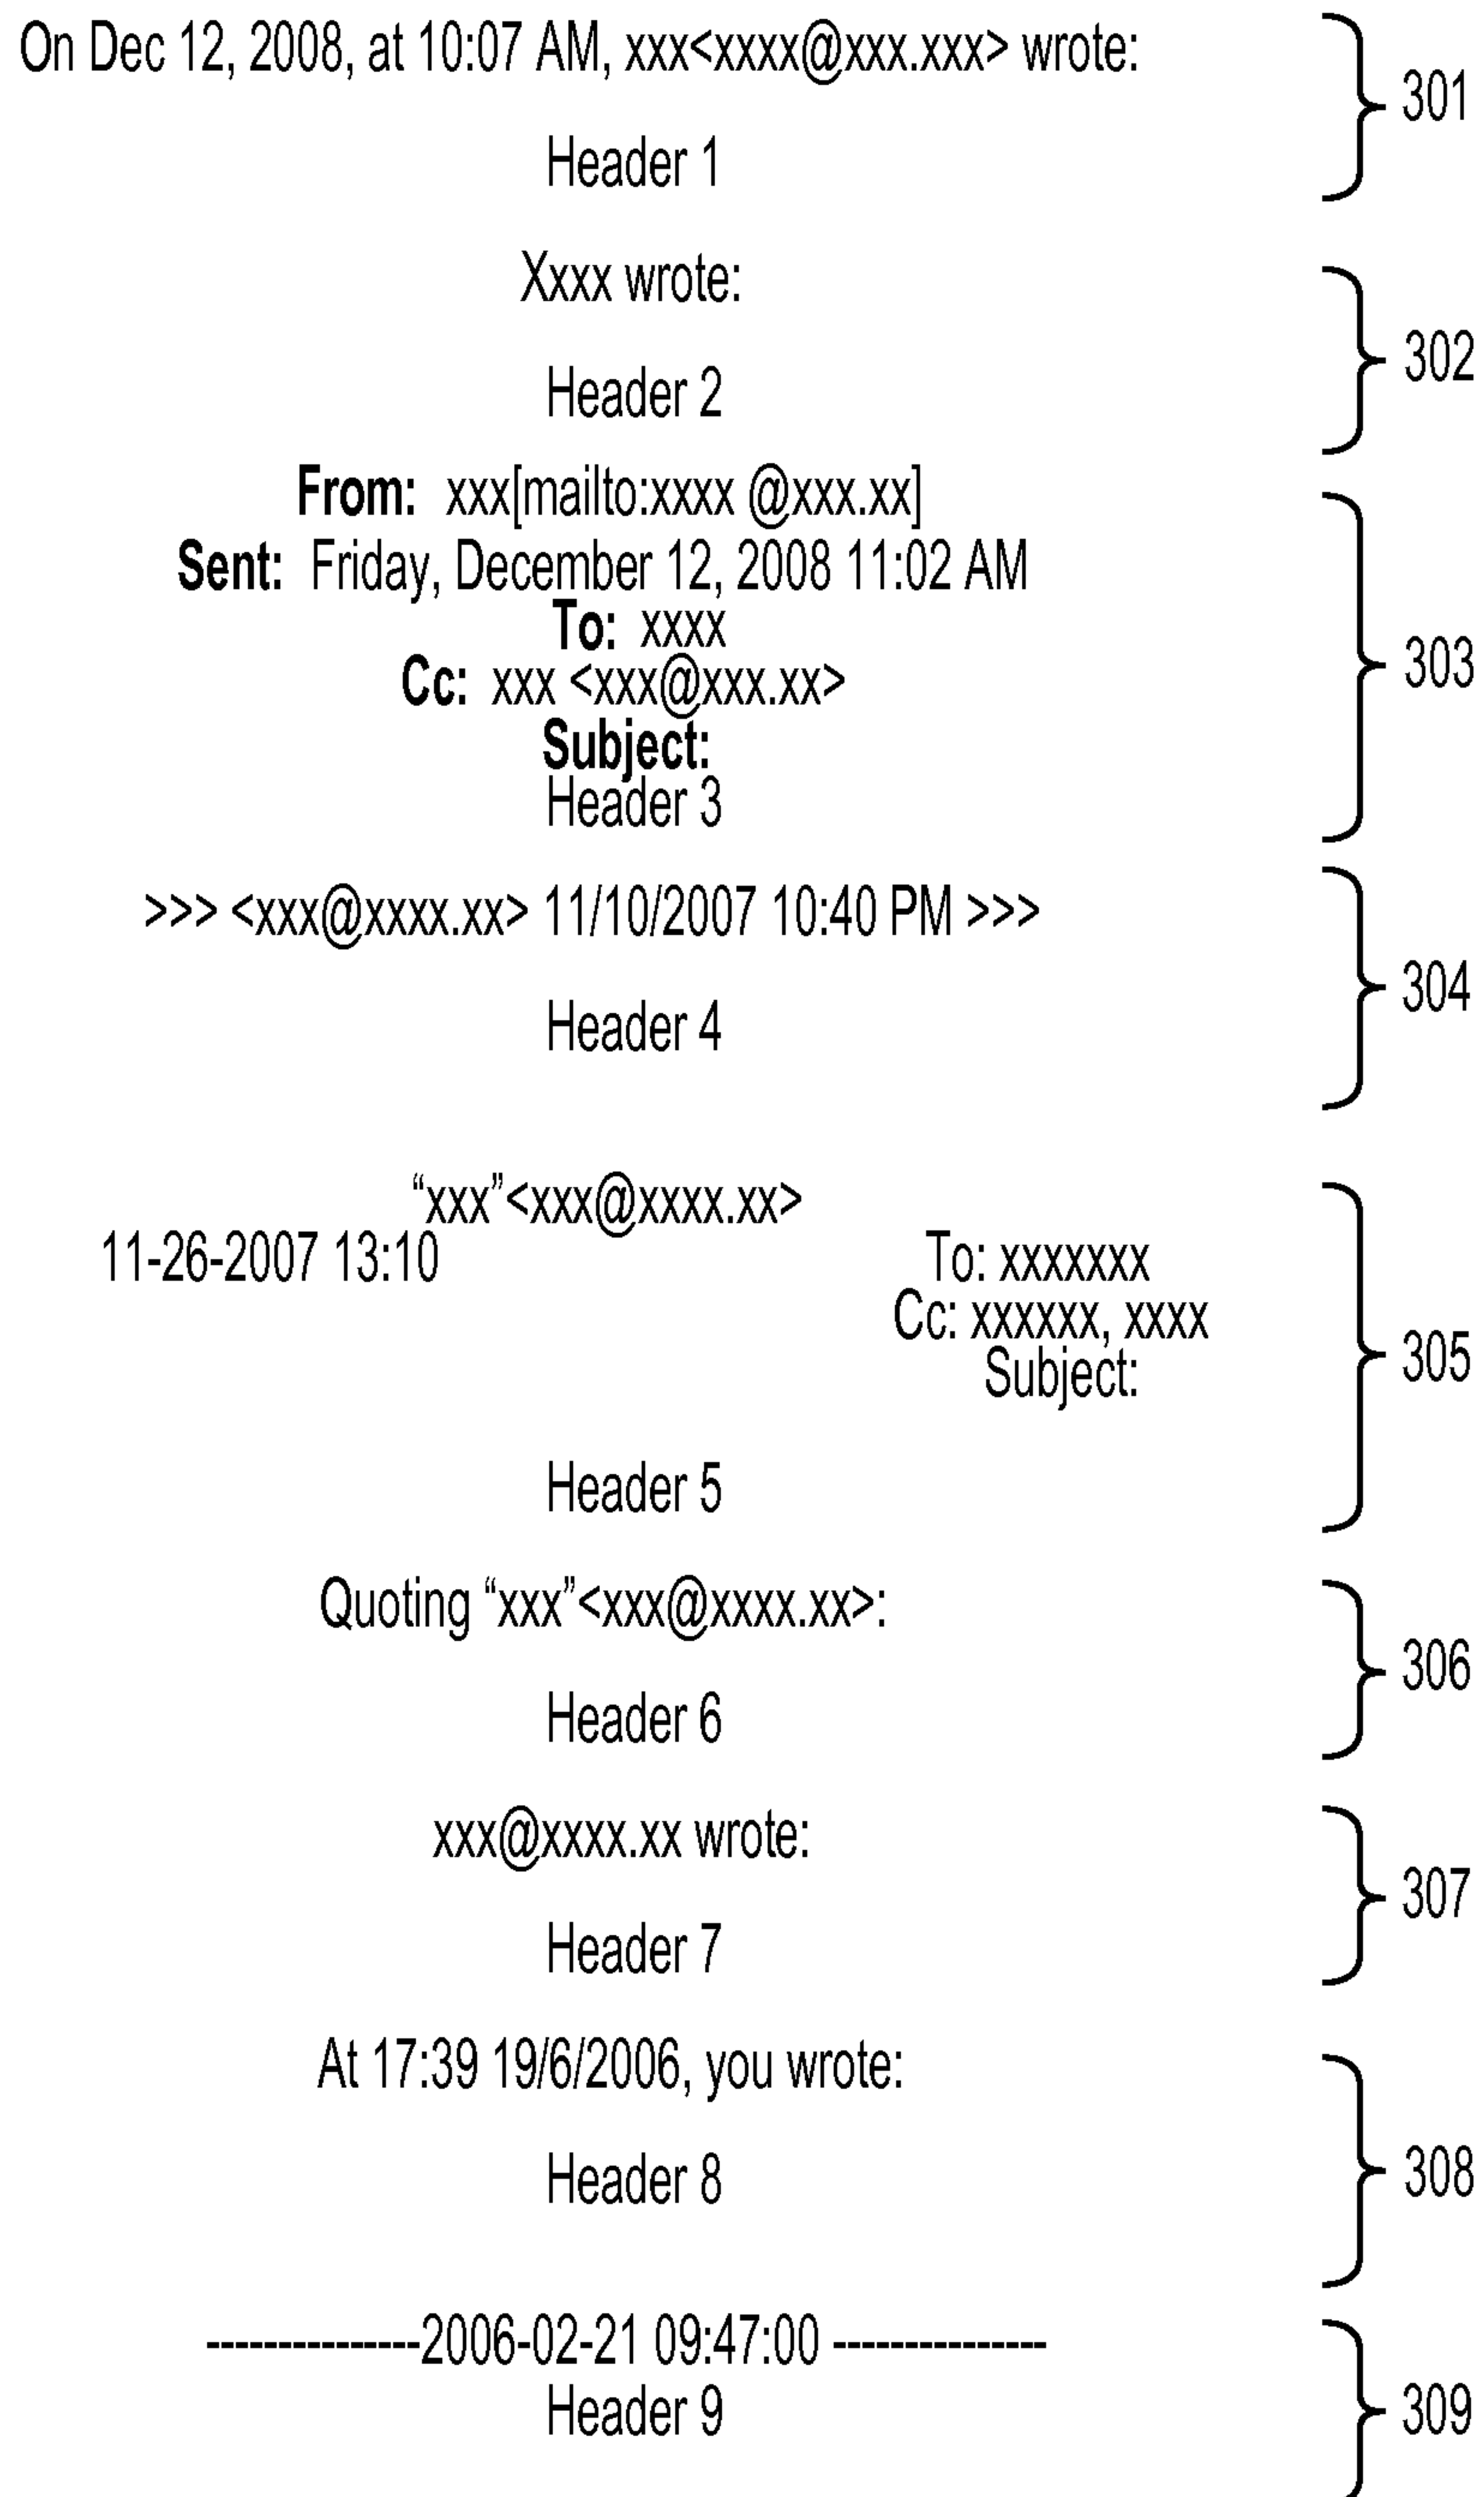 On Dec 12, 2008, at 10:07 AM, xxx<xxxx@xxx.xxx> wrote:
301
Header 1
Xxxx wrote:
302
Header 2
From: xxx[mailto:xxxx @xxx.xx]
Sent: Friday, December 12, 2008 11:02 AM
To: xxxx
303
Cc: xxx <xxx@xxx.xx>
Subject:
Header 3
>>> <xxx@xxxx.xx> 11/10/2007 10:40 PM >>>
304
Header 4
“xxx”<xxx@xxxx.xx>
11-26-2007 13:10 To: xxxxxxx
Cc: xxxxxx, xxxx
305
Subject:
Header 5
Quoting “xxx”<xxx@xxxx.xx>:
306
Header 6
xxx@xxxx.xx wrote:
307
Header 7
At 17:39 19/6/2006, you wrote:
308
Header 8
---------------2006-02-21 09:47:00 ---------------
Header 9
309